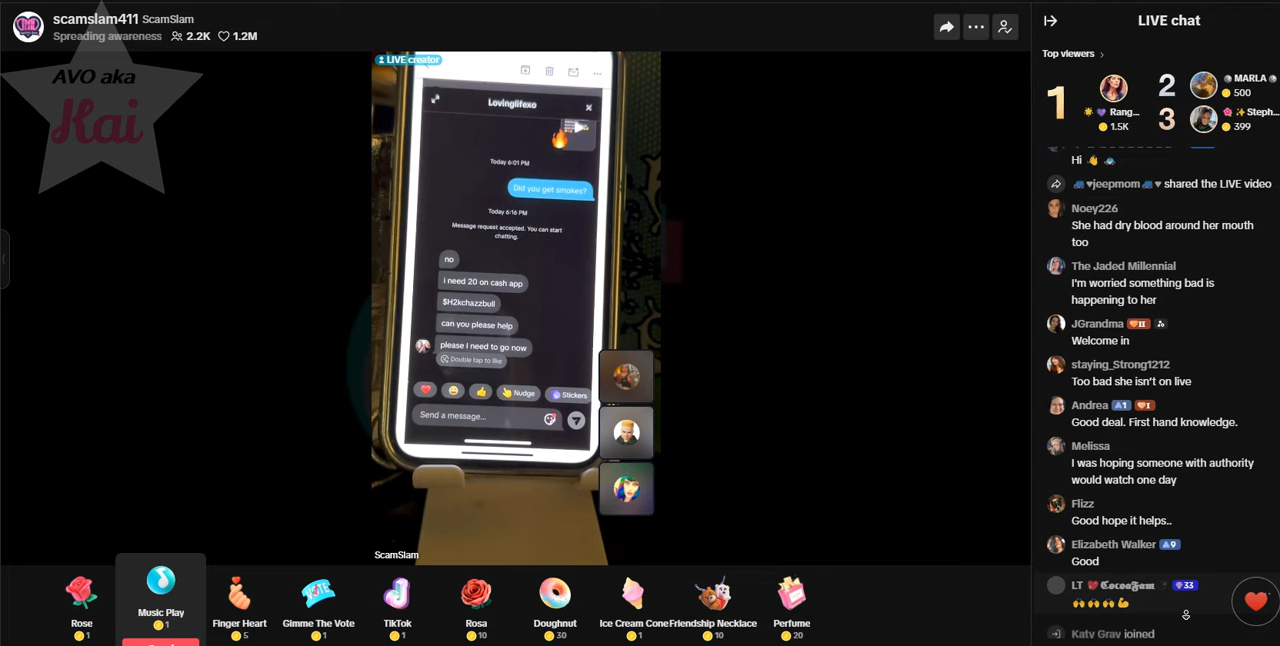 scamslam411 ScamSlam
Spreading awareness 2.2K 1.2M
AVO aka
Kai
LIVE creator
Lovinglifexo
Today 6:01 PM
Did you get smokes?
Today 6:16 PM
Message request accepted. You can start
chatting.
no
i need 20 on cash app
$H2kchazzbull
can you please help
please I need to go now
Double tap to like
Nudge
Stickers
Send a message...
ScamSlam
Rose
1
Music Play
1
Finger Heart
5
Gimme The Vote
1
TikTok
1
Rosa
10
Doughnut
30
Ice Cream Cone
1
Friendship Necklace
10
Perfume
20
LIVE chat
Top viewers
1
Rang...
1.5K
2
MARLA
500
3
Steph...
399
Hi
♥jeepmom ♥ shared the LIVE video
Noey226
She had dry blood around her mouth
too
The Jaded Millennial
I'm worried something bad is
happening to her
JGrandma II
Welcome in
staying_Strong1212
Too bad she isn't on live
Andrea 1 I
Good deal. First hand knowledge.
Melissa
I was hoping someone with authority
would watch one day
Flizz
Good hope it helps..
Elizabeth Walker 9
Good
LT CocoaFam 33
Katy Gray joined